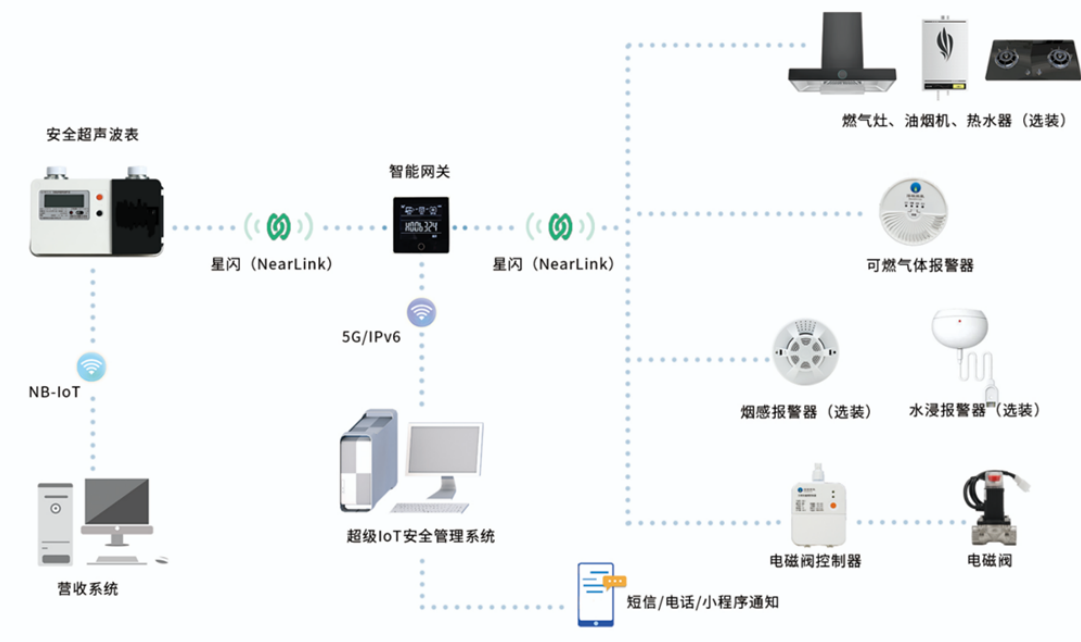 燃气灶、油烟机、热水器（选装）
安全超声波表
智能网关
H006324
星闪（NearLink）
星闪（NearLink）
可燃气体报警器
5G/IPv6
NB-IoT
烟感报警器（选装）
水浸报警器（选装）
超级IoT安全管理系统
电磁阀控制器
电磁阀
营收系统
短信/电话/小程序通知